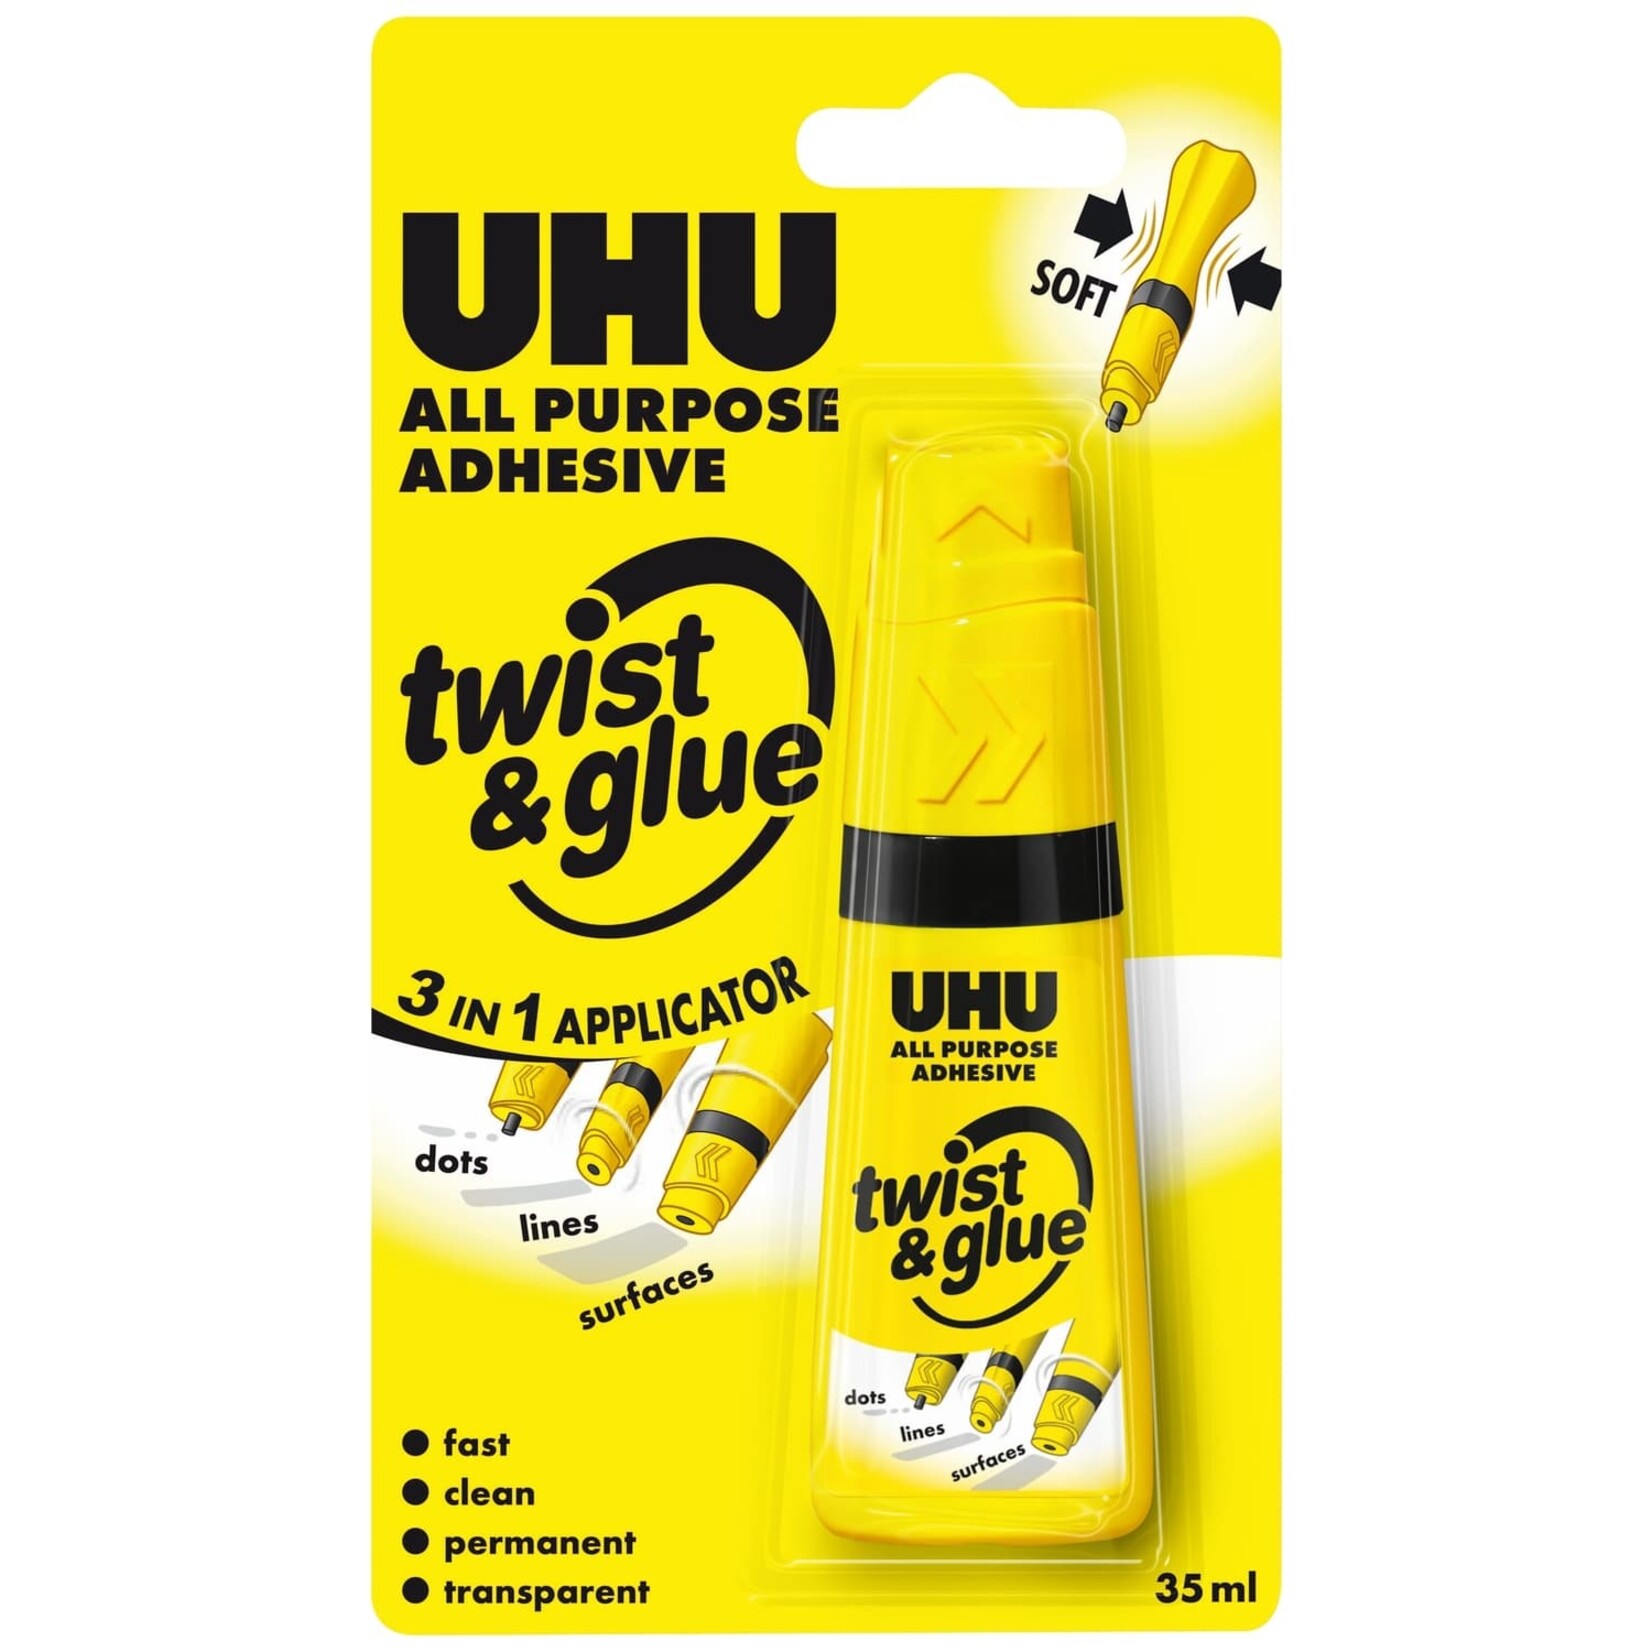 UHU
ALL PURPOSE
ADHESIVE
SOFT
twist
& glue
3 IN 1 APPLICATOR
dots
lines
surfaces
fast
clean
permanent
transparent
UHU
ALL PURPOSE
ADHESIVE
twist
& glue
dots
lines
surfaces
35 ml